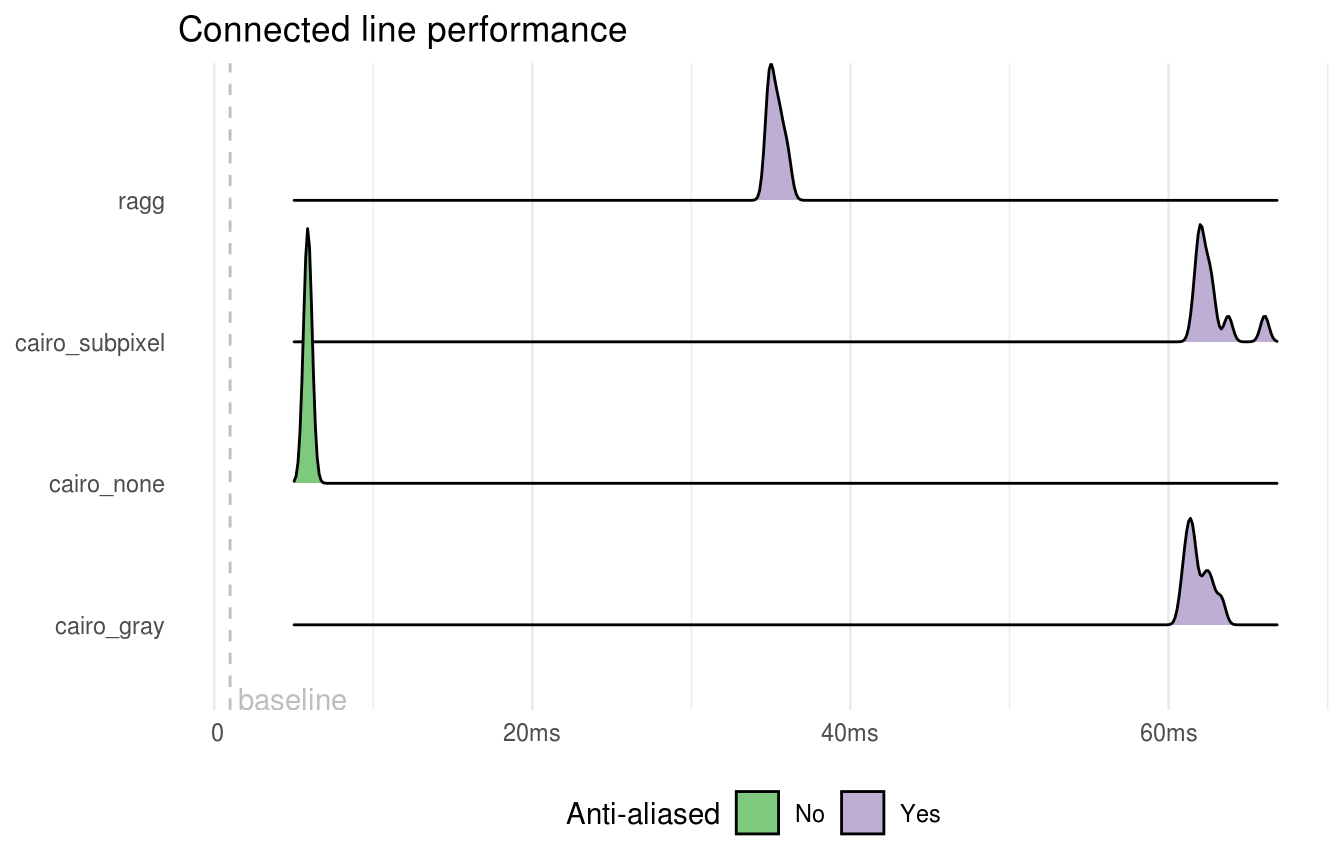 Connected line performance
ragg
cairo_subpixel
cairo_none
cairo_gray
baseline
0 20ms 40ms 60ms
Anti-aliased No Yes